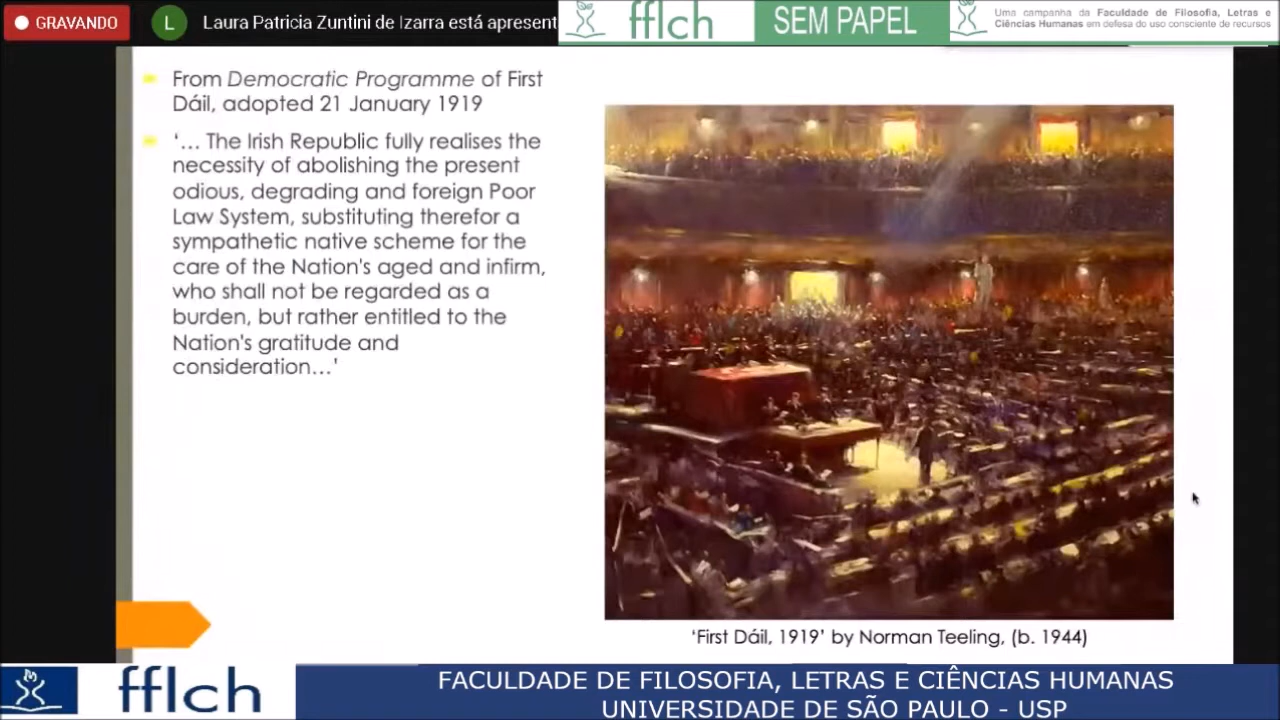 GRAVANDO
L
Laura Patricia Zuntini de Izarra está apresent
fflch
SEM PAPEL
Uma campanha da Faculdade de Filosofia, Letras e
Ciências Humanas em defesa do uso consciente de recursos
From Democratic Programme of First
Dáil, adopted 21 January 1919
‘… The Irish Republic fully realises the
necessity of abolishing the present
odious, degrading and foreign Poor
Law System, substituting therefor a
sympathetic native scheme for the
care of the Nation's aged and infirm,
who shall not be regarded as a
burden, but rather entitled to the
Nation's gratitude and
consideration…’
‘First Dáil, 1919’ by Norman Teeling, (b. 1944)
fflch
FACULDADE DE FILOSOFIA, LETRAS E CIÊNCIAS HUMANAS
UNIVERSIDADE DE SÃO PAULO - USP